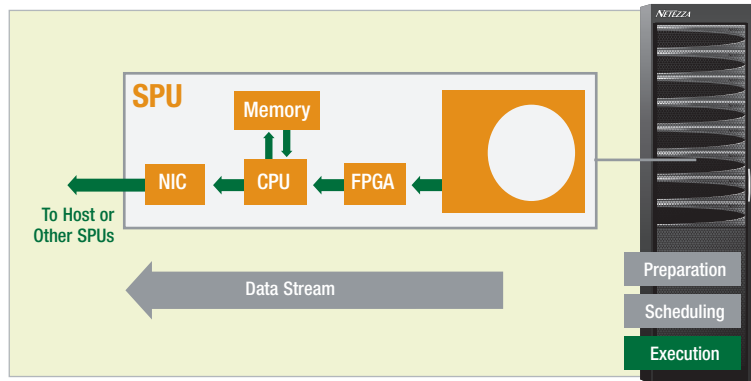 NETEZZA
SPU
Memory
NIC
CPU
FPGA
To Host or
Other SPUs
Data Stream
Preparation
Scheduling
Execution